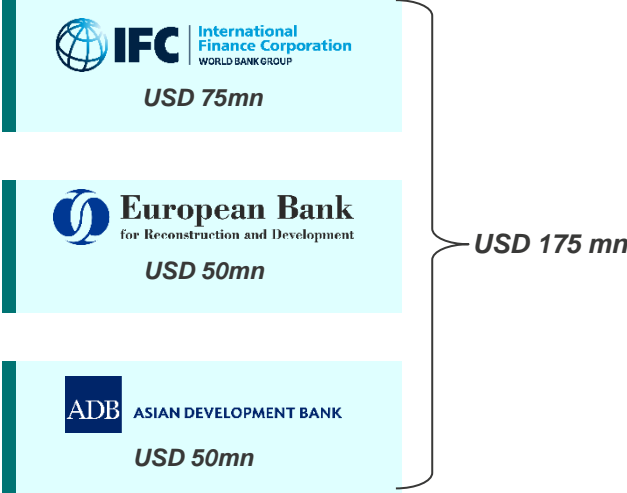 IFC
International
Finance Corporation
WORLD BANK GROUP
USD 75mn
European Bank
for Reconstruction and Development
USD 50mn
USD 175 mn
ADB
ASIAN DEVELOPMENT BANK
USD 50mn